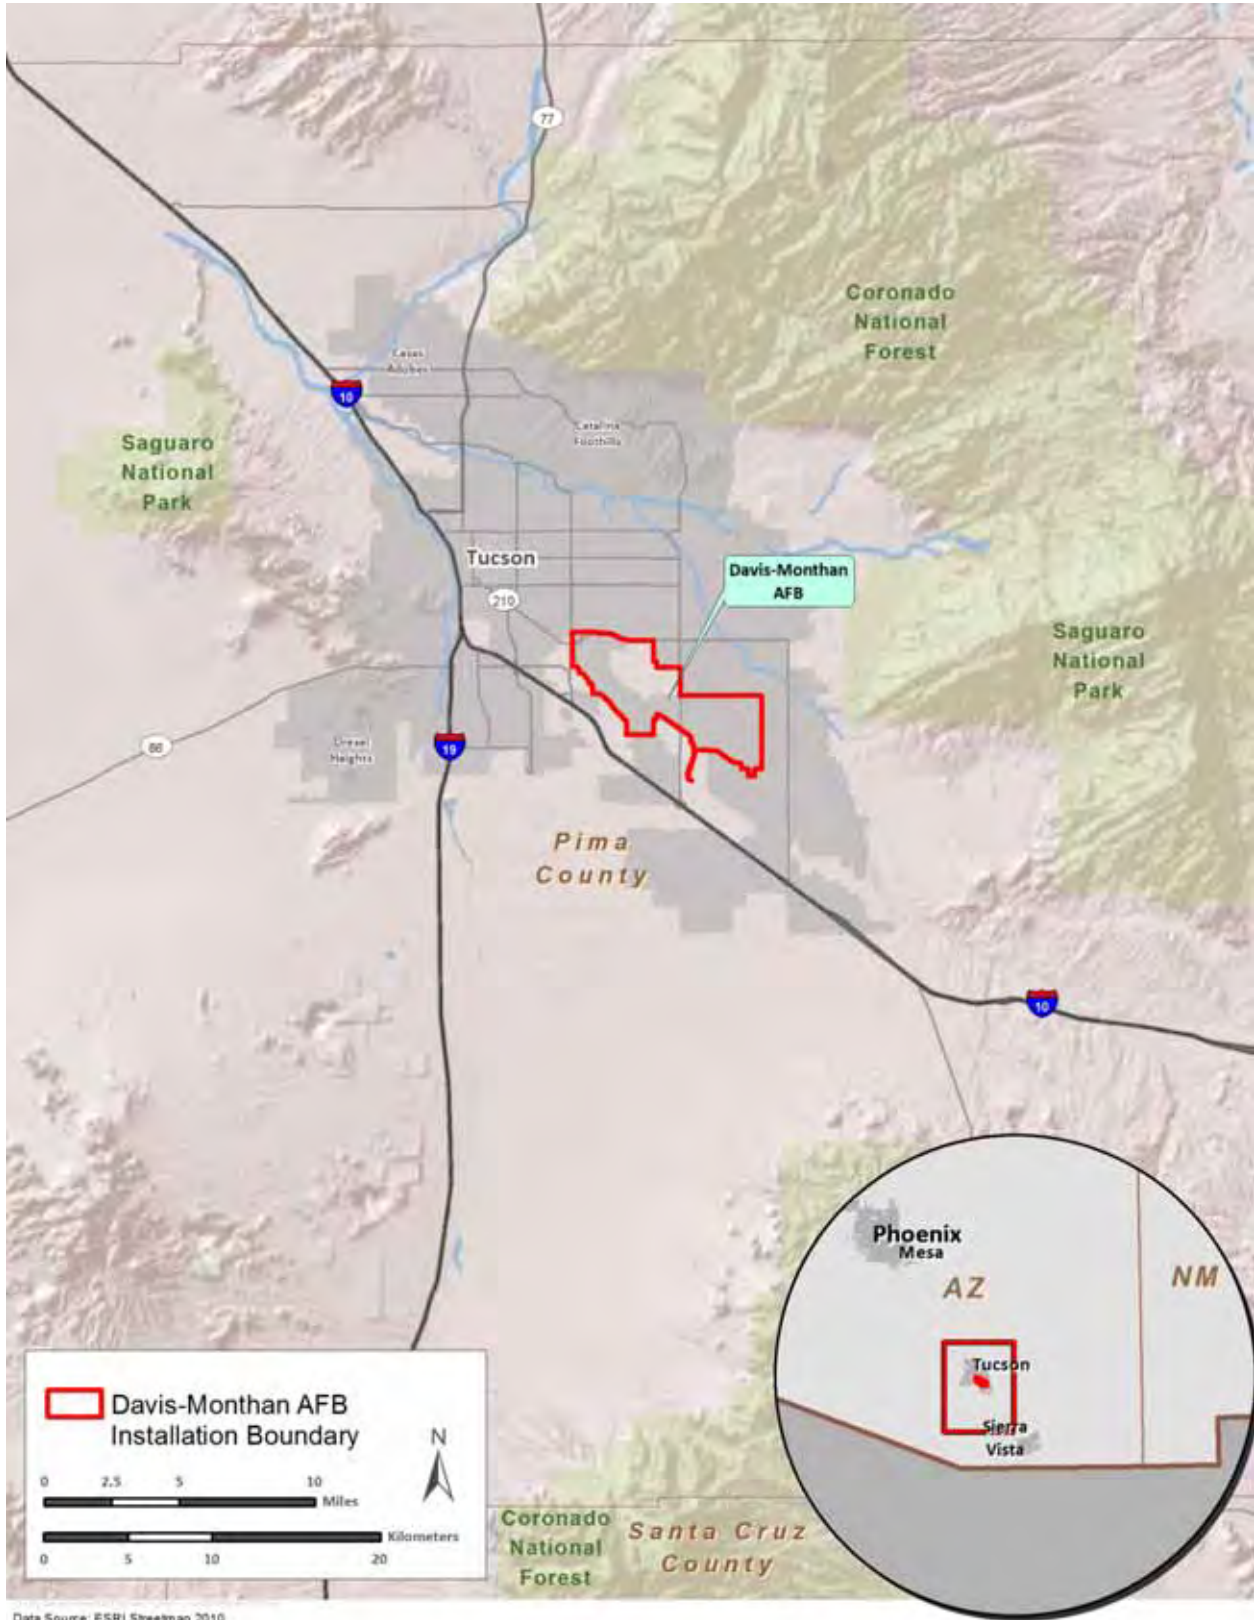 77
Coronado
National
Forest
Casas
Adobes
10
Catalina
Foothills
Saguaro
National
Park
Tucson
Davis-Monthan
AFB
210
Saguaro
National
Park
86
Drexel
Heights
19
Pima
County
10
Phoenix
Mesa
AZ
NM
Tucson
Sierra
Vista
Davis-Monthan AFB
Installation Boundary
N
0 2.5 5 10
Miles
Kilometers
0 5 10 20
Coronado
National
Forest
Santa Cruz
County
Data Source: ESRI Streetmap 2010